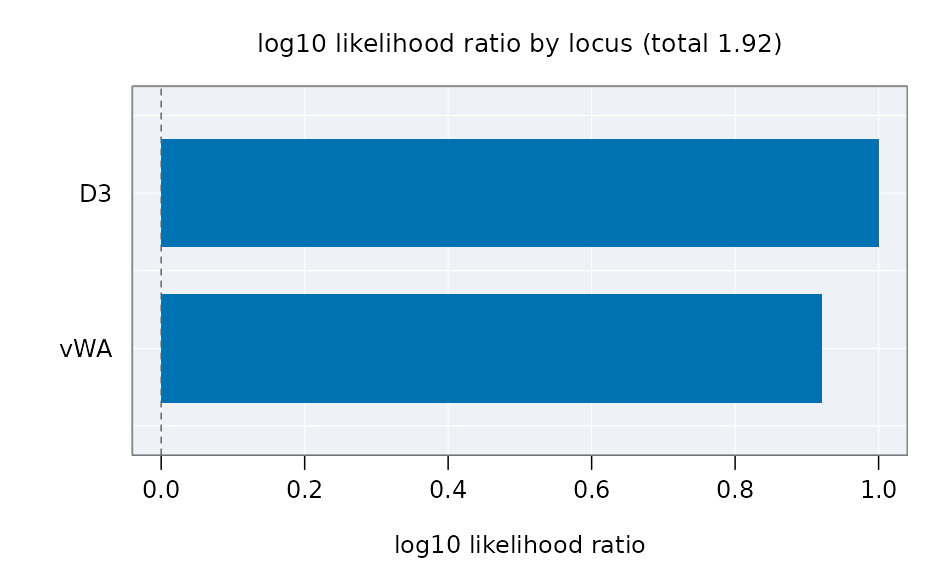 log10 likelihood ratio by locus (total 1.92)
D3
vWA
0.0 0.2 0.4 0.6 0.8 1.0
log10 likelihood ratio